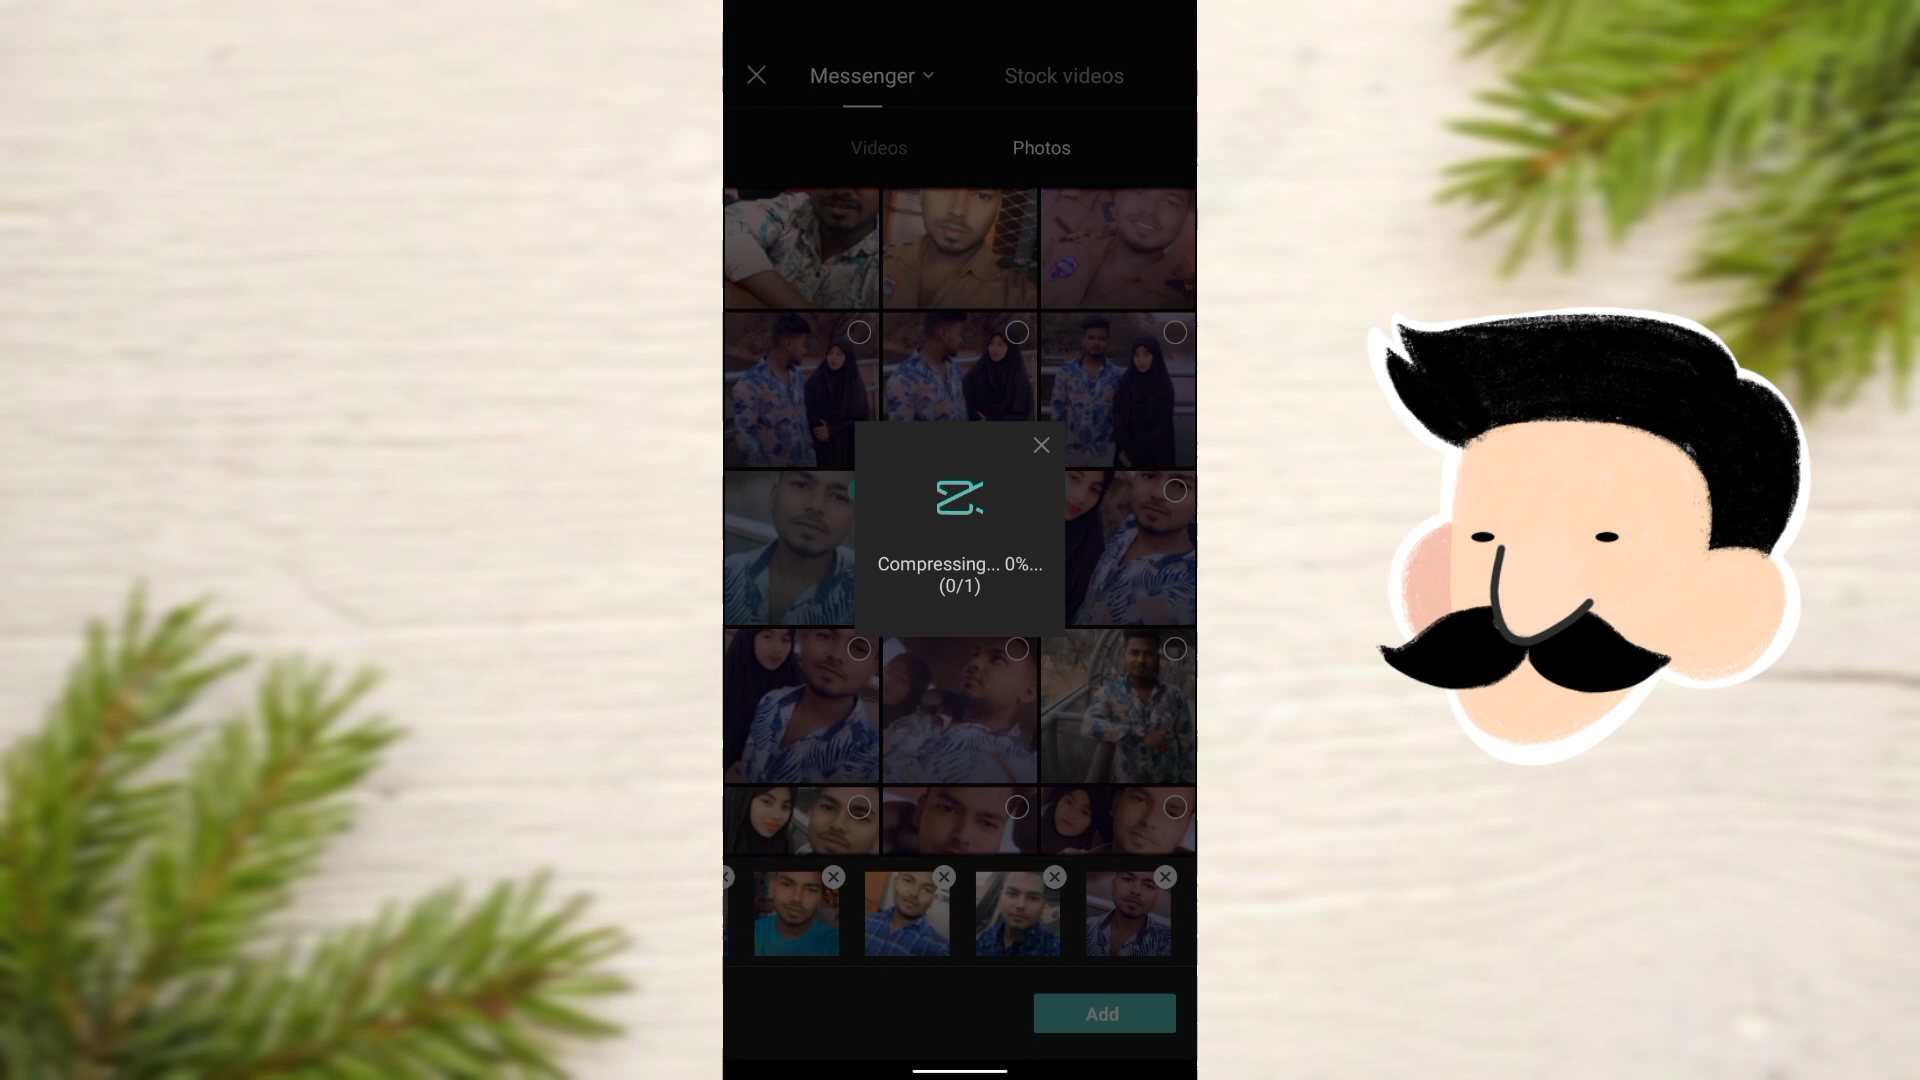 Messenger
Stock videos
Videos
Photos
Compressing... 0%...
(0/1)
Add